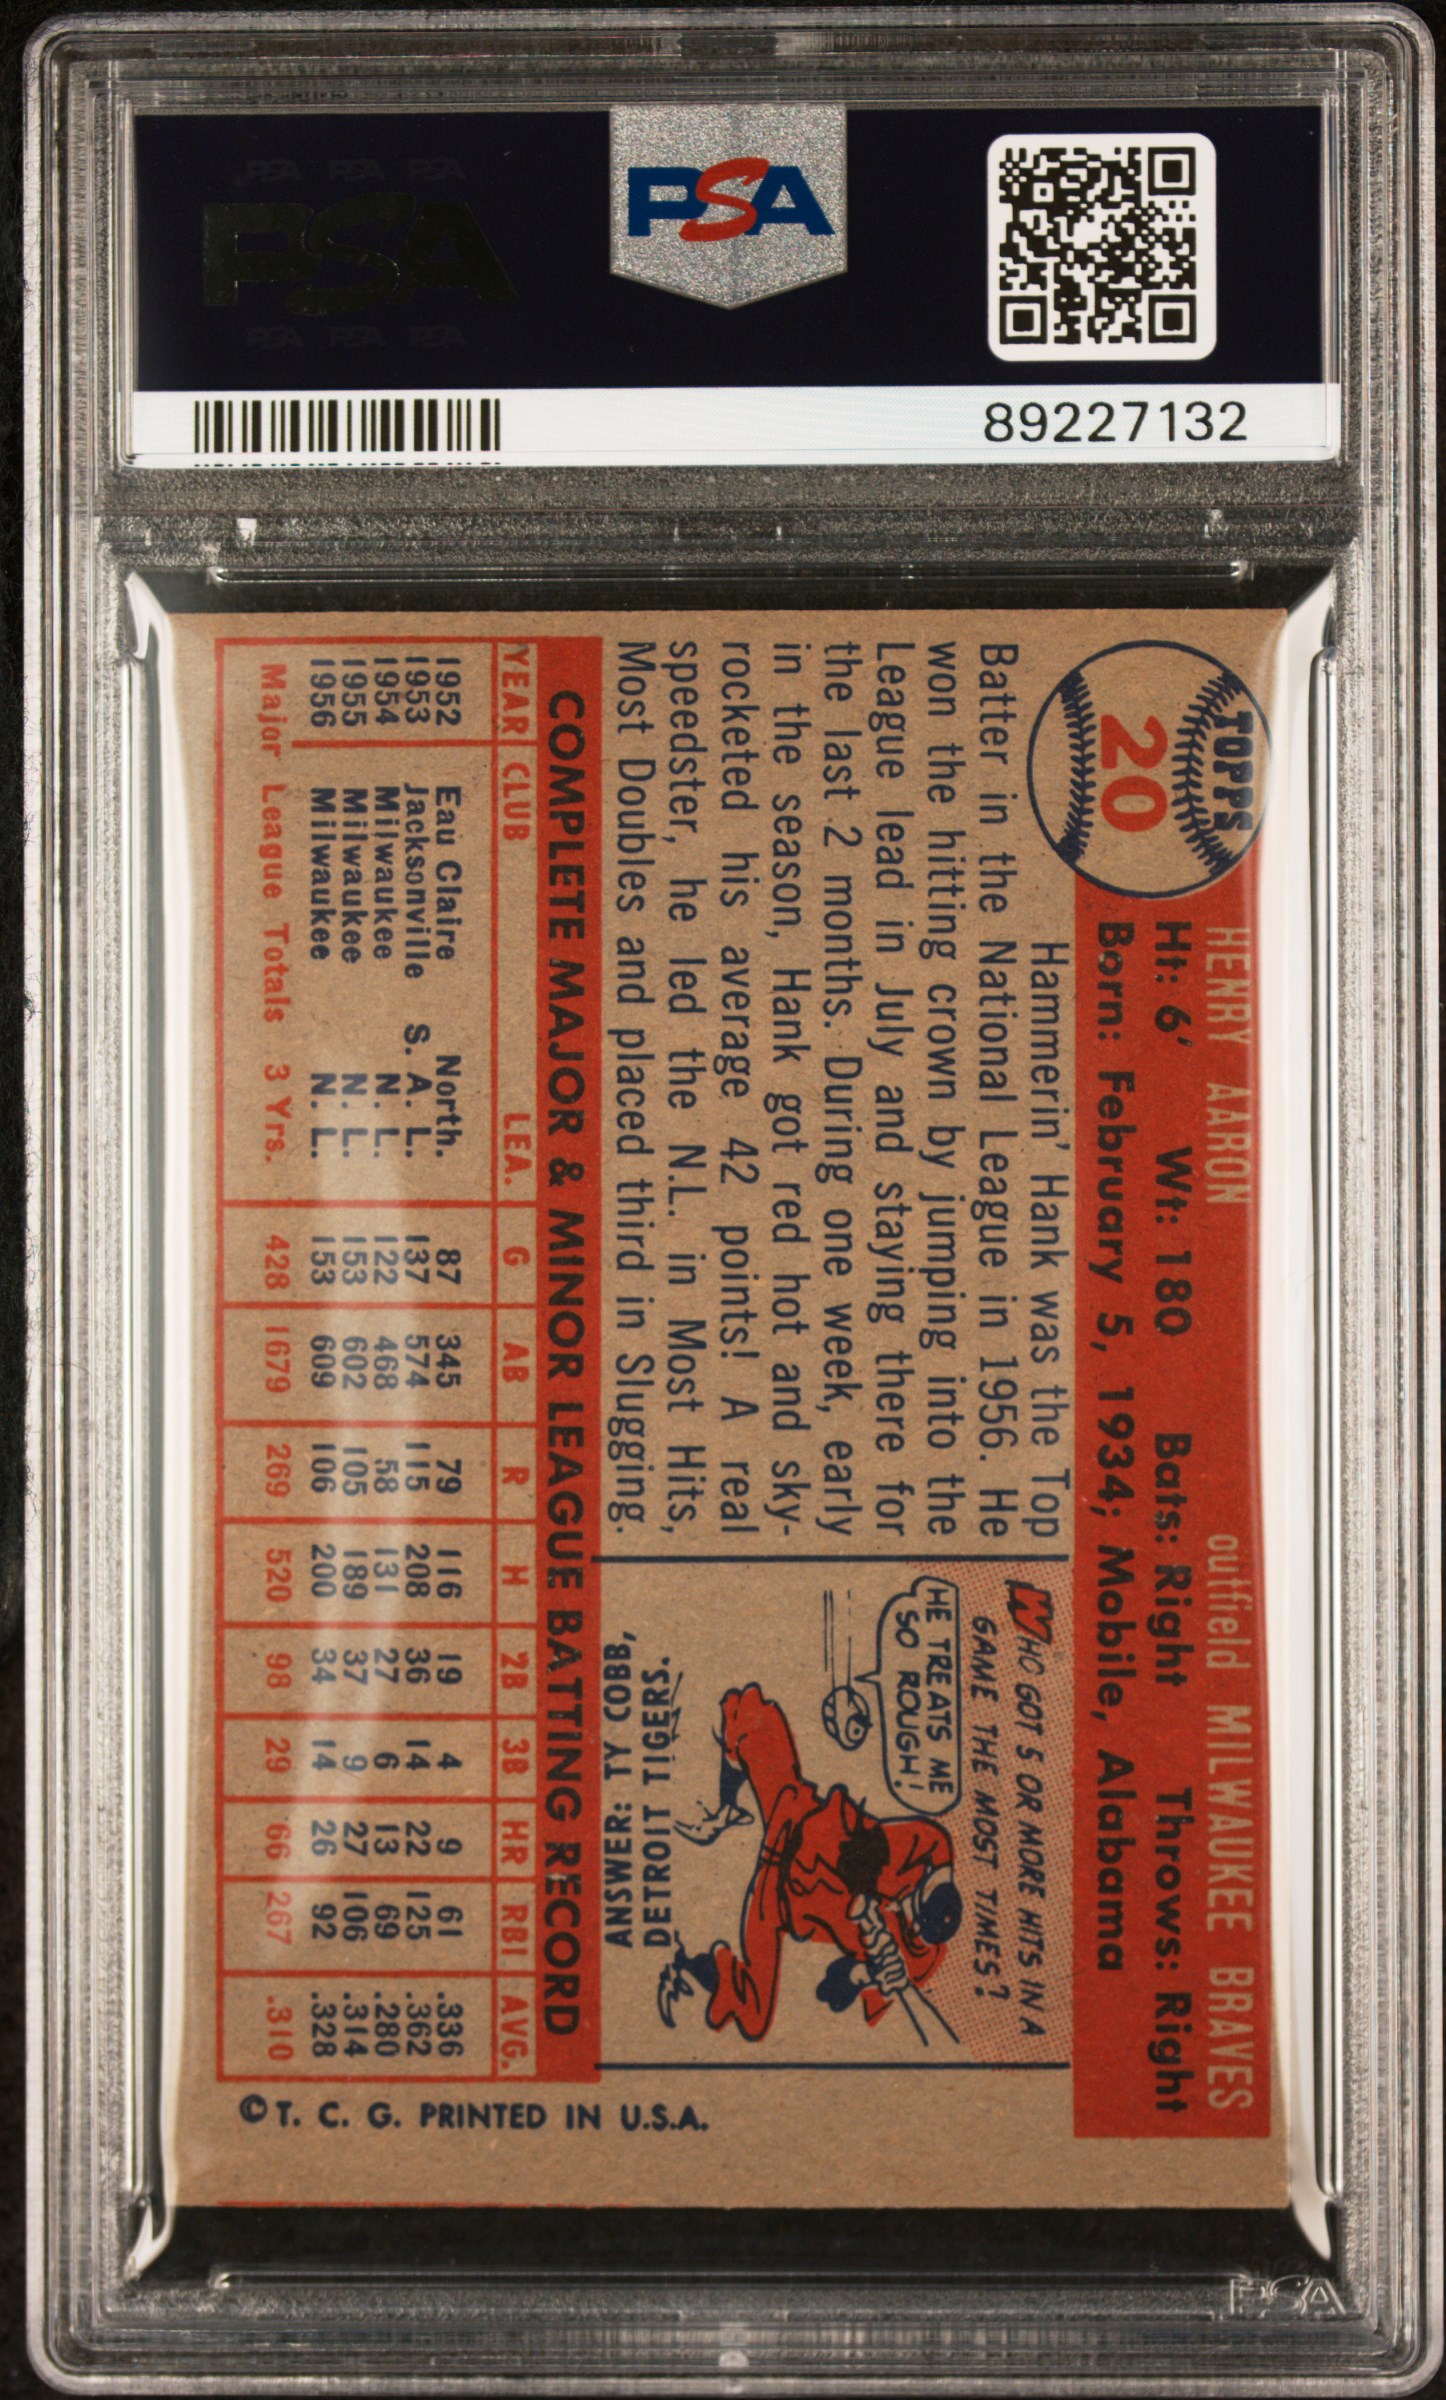 PSA PSA PSA
PSA
PSA PSA PSA
PSA
89227132
TOPPS
20
HENRY AARON outfield MILWAUKEE BRAVES
Ht: 6' Wt: 180 Bats: Right Throws: Right
Born: February 5, 1934; Mobile, Alabama
Hammerin' Hank was the Top
Batter in the National League in 1956. He
won the hitting crown by jumping into the
League lead in July and staying there for
the last 2 months. During one week, early
in the season, Hank got red hot and sky-
rocketed his average 42 points! A real
speedster, he led the N.L. in Most Hits,
Most Doubles and placed third in Slugging.
WHO GOT 5 OR MORE HITS IN A
GAME THE MOST TIMES?
HE TREATS ME
SO ROUGH!
ANSWER: TY COBB,
DETROIT TIGERS.
COMPLETE MAJOR & MINOR LEAGUE BATTING RECORD
YEAR CLUB LEA. G AB R H 2B 3B HR RBI AVG.
1952 Eau Claire North. 87 345 79 116 19 4 9 61 .336
1953 Jacksonville S. A. L. 137 574 115 208 36 14 22 125 .362
1954 Milwaukee N. L. 122 468 58 131 27 6 13 69 .280
1955 Milwaukee N. L. 153 602 105 189 37 9 27 106 .314
1956 Milwaukee N. L. 153 609 106 200 34 14 26 92 .328
Major League Totals 3 Yrs. 428 1679 269 520 98 29 66 267 .310
© T. C. G. PRINTED IN U.S.A.
PSA